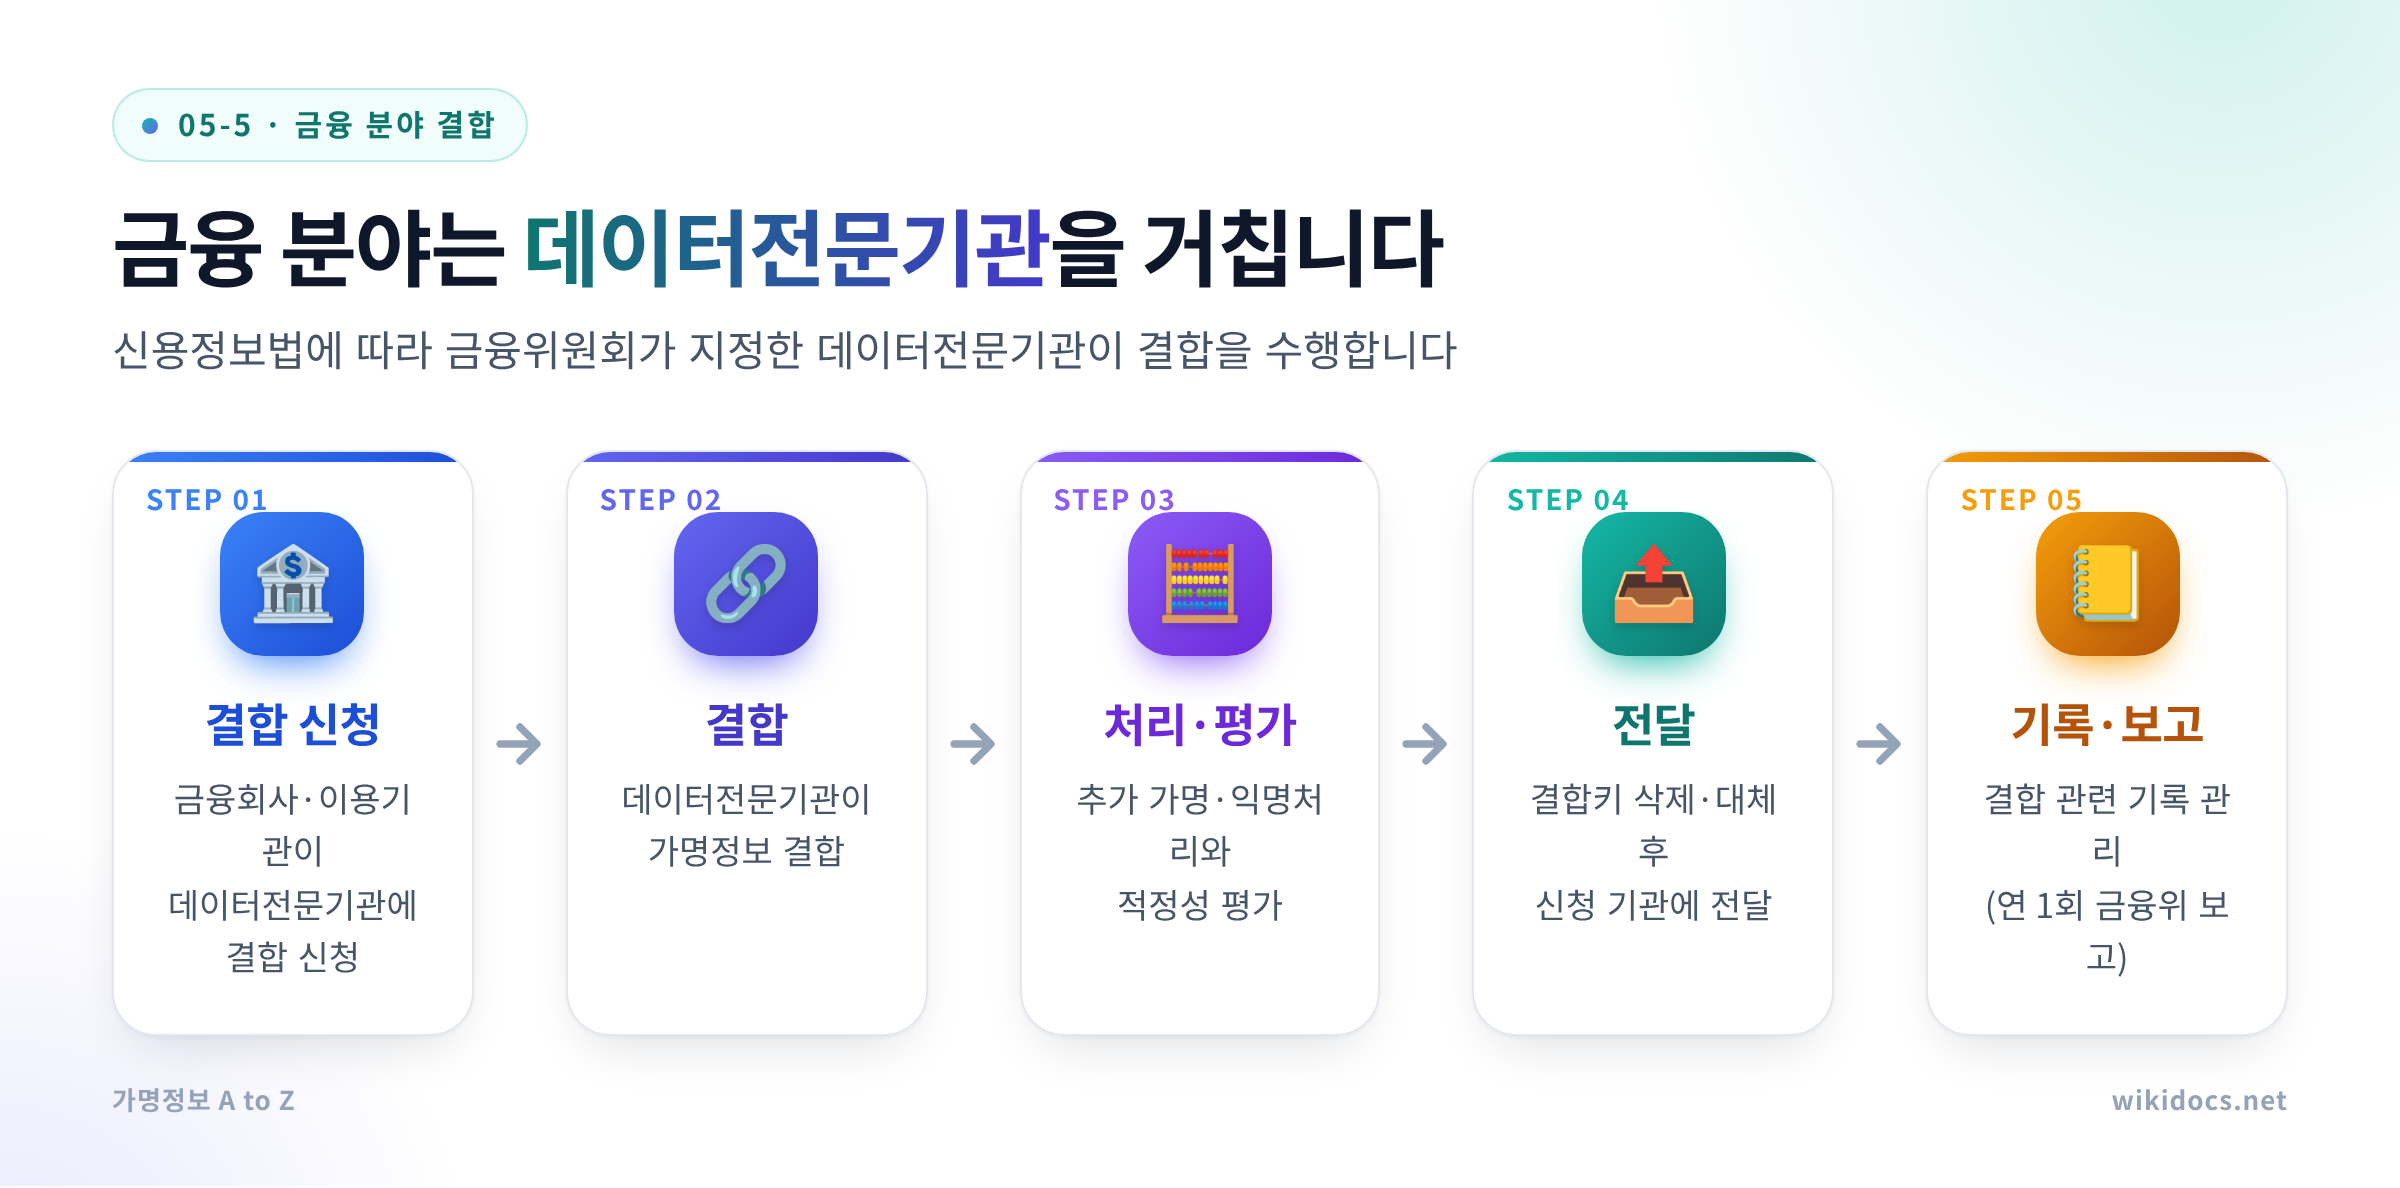 05-5 · 금융 분야 결합
금융 분야는 데이터전문기관을 거칩니다
신용정보법에 따라 금융위원회가 지정한 데이터전문기관이 결합을 수행합니다
STEP 01
결합 신청
금융회사·이용기
관이
데이터전문기관에
결합 신청
STEP 02
결합
데이터전문기관이
가명정보 결합
STEP 03
처리·평가
추가 가명·익명처
리와
적정성 평가
STEP 04
전달
결합키 삭제·대체
후
신청 기관에 전달
STEP 05
기록·보고
결합 관련 기록 관
리
(연 1회 금융위 보
고)
가명정보 A to Z
wikidocs.net